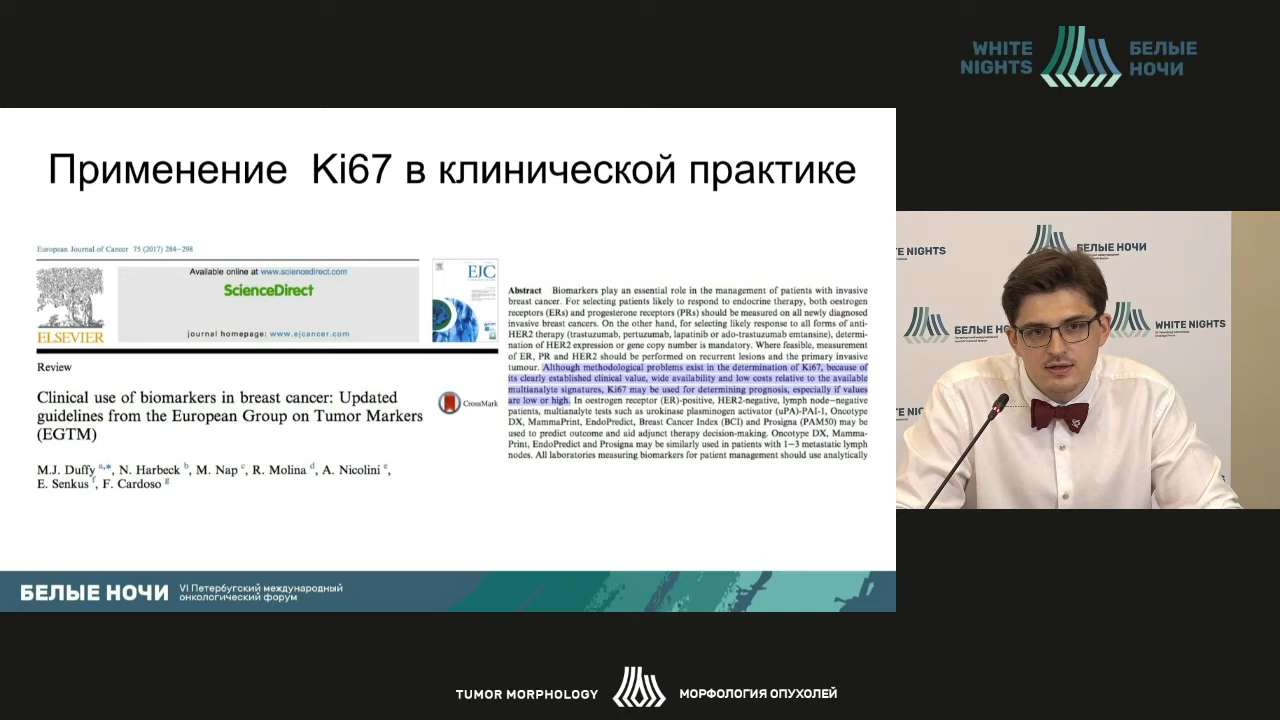 WHITE
NIGHTS
БЕЛЫЕ
НОЧИ
Применение Ki67 в клинической практике
European Journal of Cancer 75 (2017) 284–298
Available online at www.sciencedirect.com
ScienceDirect
journal homepage: www.ejcancer.com
ELSEVIER
EJC
Review
Clinical use of biomarkers in breast cancer: Updated
guidelines from the European Group on Tumor Markers
(EGTM)
CrossMark
M.J. Duffy a,*, N. Harbeck b, M. Nap c, R. Molina d, A. Nicolini e,
E. Senkus f, F. Cardoso g
Abstract Biomarkers play an essential role in the management of patients with invasive
breast cancer. For selecting patients likely to respond to endocrine therapy, both oestrogen
receptors (ERs) and progesterone receptors (PRs) should be measured on all newly diagnosed
invasive breast cancers. On the other hand, for selecting likely response to all forms of anti-
HER2 therapy (trastuzumab, pertuzumab, lapatinib or ado-trastuzumab emtansine), determi-
nation of HER2 expression or gene copy number is mandatory. Where feasible, measurement
of ER, PR and HER2 should be performed on recurrent lesions and the primary invasive
tumour. Although methodological problems exist in the determination of Ki67, because of
its clearly established clinical value, wide availability and low costs relative to the available
multianalyte signatures, Ki67 may be used for determining prognosis, especially if values
are low or high. In oestrogen receptor (ER)-positive, HER2-negative, lymph node–negative
patients, multianalyte tests such as urokinase plasminogen activator (uPA)-PAI-1, Oncotype
DX, MammaPrint, EndoPredict, Breast Cancer Index (BCI) and Prosigna (PAM50) may be
used to predict outcome and aid adjunct therapy decision-making. Oncotype DX, Mamma-
Print, EndoPredict and Prosigna may be similarly used in patients with 1–3 metastatic lymph
nodes. All laboratories measuring biomarkers for patient management should use analytically
БЕЛЫЕ НОЧИ
VI Петербургский международный
онкологический форум
TE NIGHTS
БЕЛЫЕ НОЧИ
БЕЛЫЕ НО
WHITE NIGHTS
TUMOR MORPHOLOGY
МОРФОЛОГИЯ ОПУХОЛЕЙ